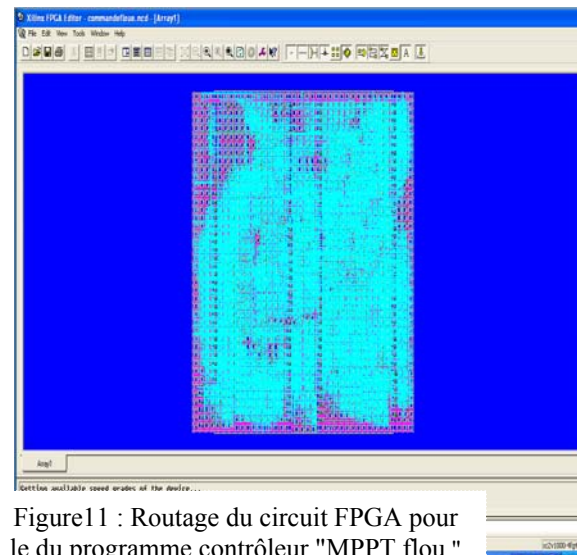 Xilinx FPGA Editor - commandefloue.ncd - [Array1]
File Edit View Tools Window Help
A
Array1
Getting available speed grades of the device...
Figure11 : Routage du circuit FPGA pour
le du programme contrôleur "MPPT flou "